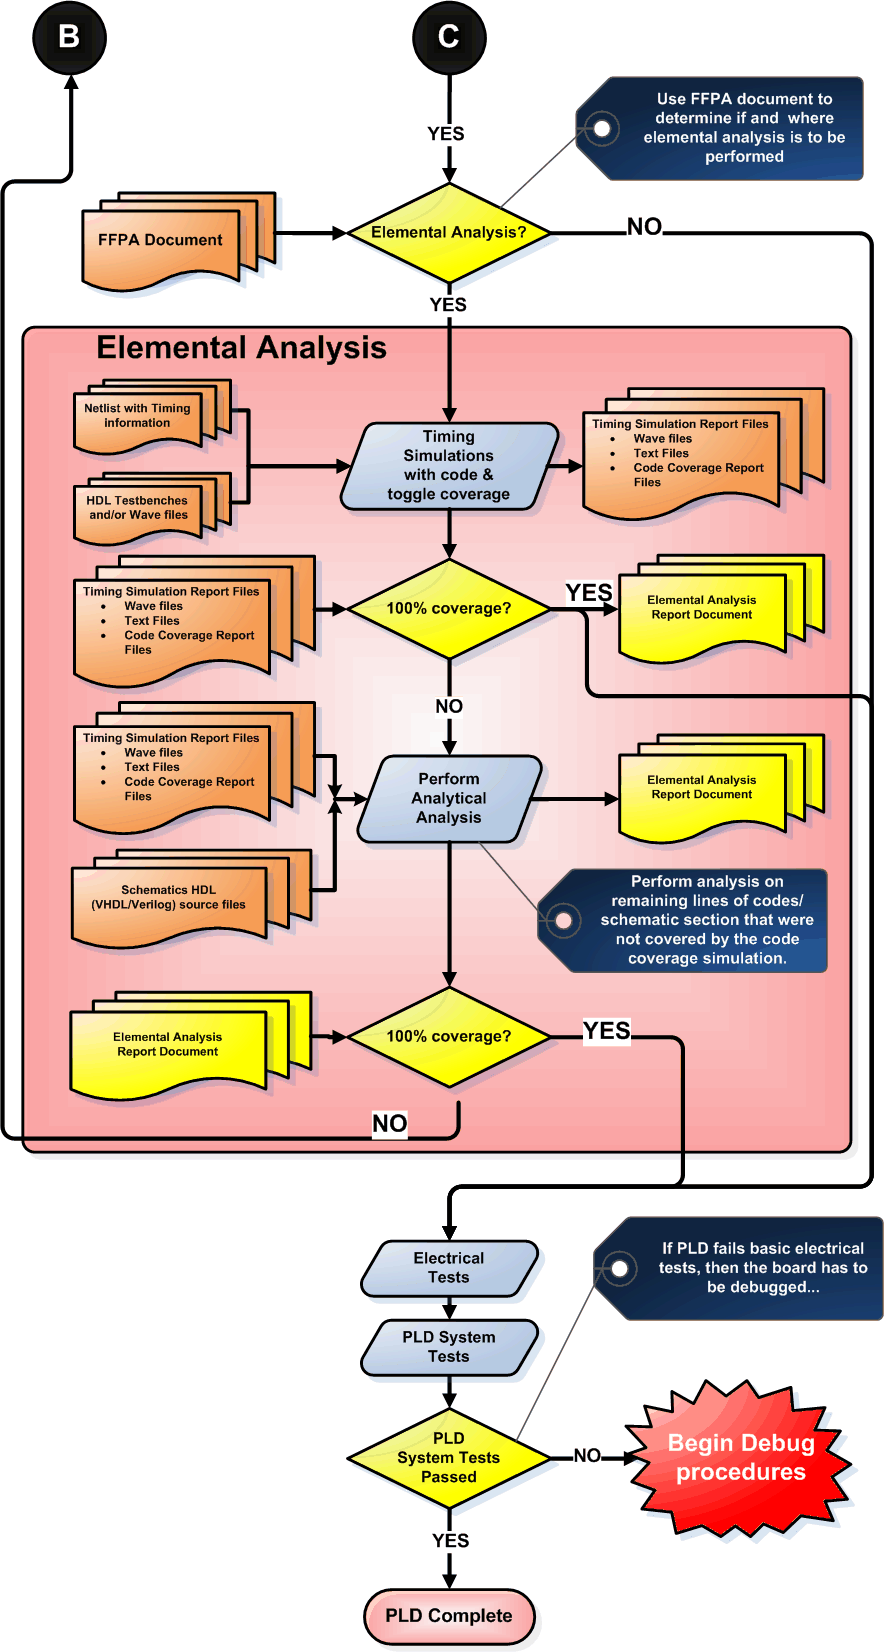 B
C
YES
Use FFPA document to
determine if and where
elemental analysis is to be
performed
FFPA Document
Elemental Analysis?
NO
YES
Elemental Analysis
Netlist with Timing
information
HDL Testbenches
and/or Wave files
Timing
Simulations
with code &
toggle coverage
Timing Simulation Report Files
• Wave files
• Text Files
• Code Coverage Report
Files
Timing Simulation Report Files
• Wave files
• Text Files
• Code Coverage Report
Files
100% coverage?
YES
Elemental Analysis
Report Document
NO
Timing Simulation Report Files
• Wave files
• Text Files
• Code Coverage Report
Files
Perform
Analytical
Analysis
Elemental Analysis
Report Document
Schematics HDL
(VHDL/Verilog) source files
Perform analysis on
remaining lines of codes/
schematic section that were
not covered by the code
coverage simulation.
Elemental Analysis
Report Document
100% coverage?
YES
NO
Electrical
Tests
If PLD fails basic electrical
tests, then the board has to
be debugged...
PLD System
Tests
PLD
System Tests
Passed
NO
Begin Debug
procedures
YES
PLD Complete